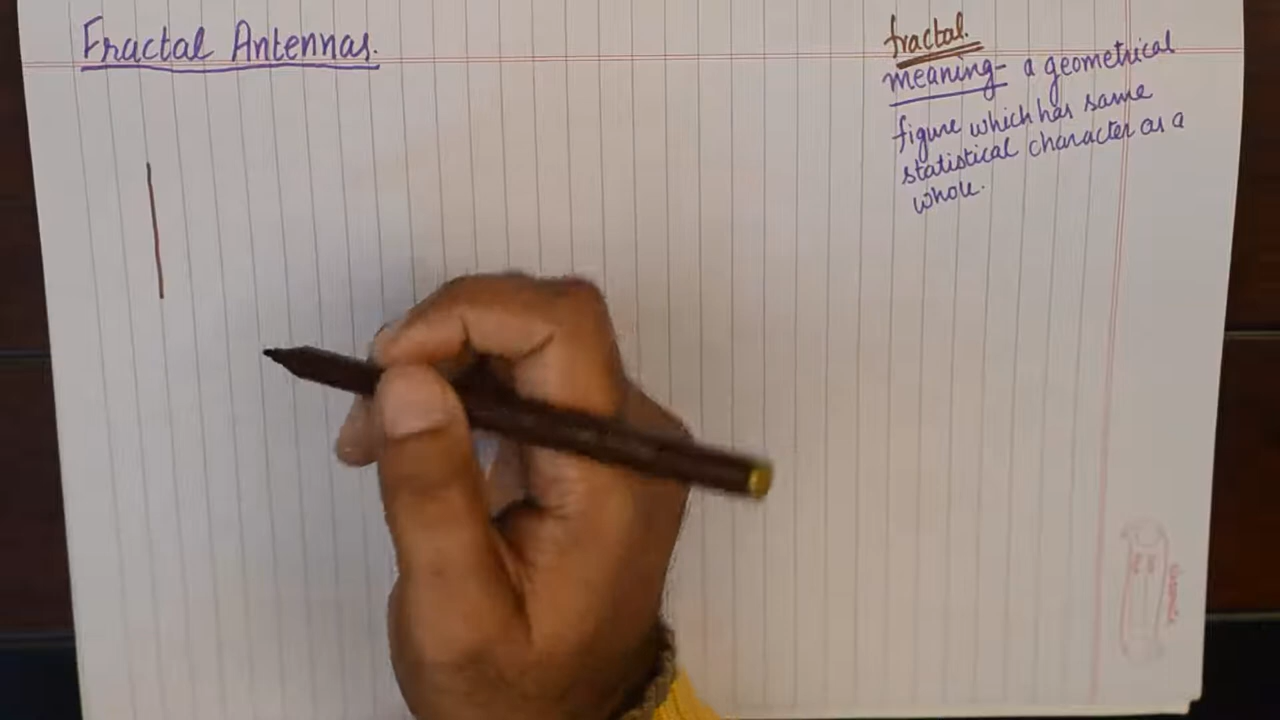 Fractal Antennas.
fractal.
meaning- a geometrical
figure which has same
statistical character as a
whole.